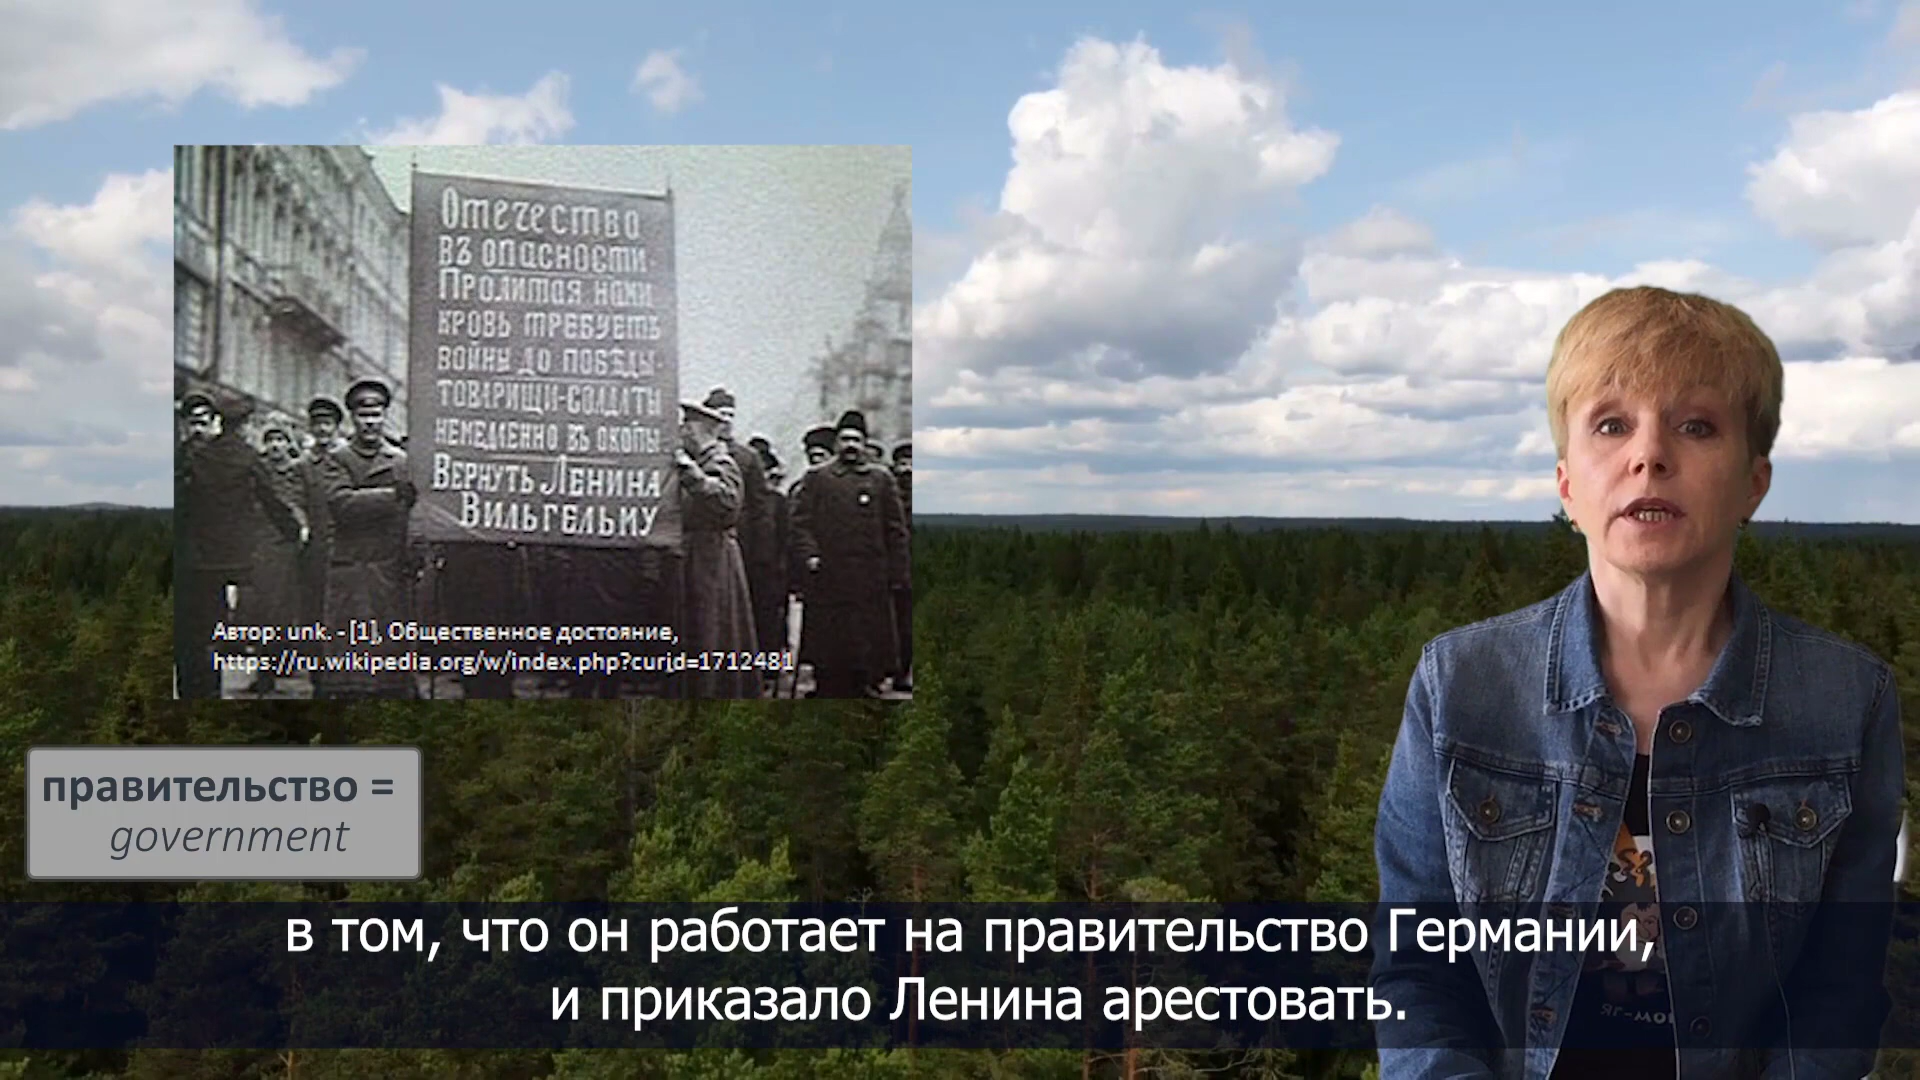 Отечество
въ опасности.
Пролитая нами
кровь требуетъ
войны до победы.
товарищи-солдаты
немедленно въ окопы
Вернуть Ленина
Вильгельму
Автор: unk. - [1], Общественное достояние,
https://ru.wikipedia.org/w/index.php?curid=1712481
правительство =
government
в том, что он работает на правительство Германии,
и приказало Ленина арестовать.